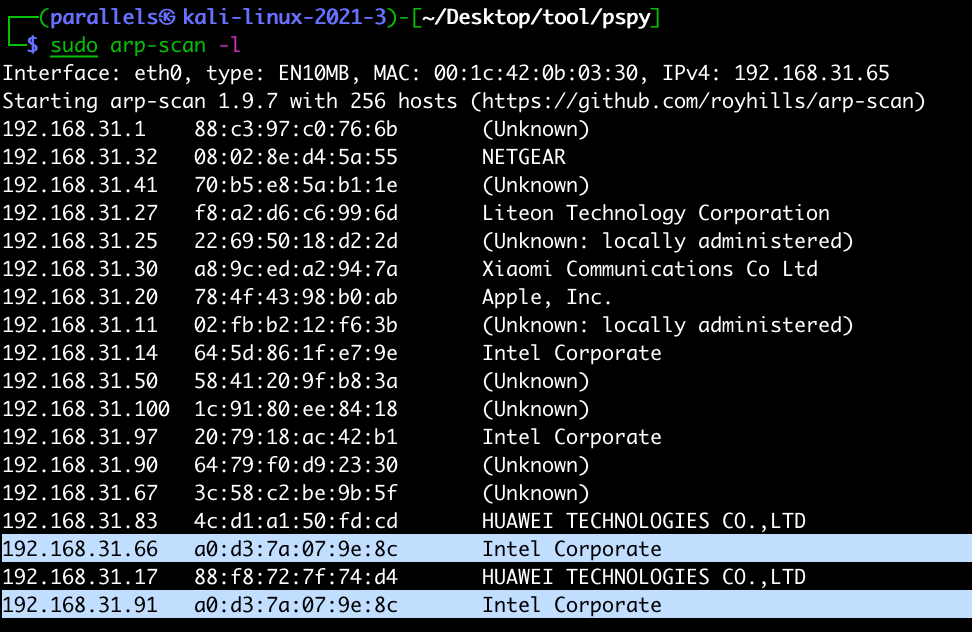 ┌──(parallels㉿kali-linux-2021-3)-[~/Desktop/tool/pspy]
└─$ sudo arp-scan -l
Interface: eth0, type: EN10MB, MAC: 00:1c:42:0b:03:30, IPv4: 192.168.31.65
Starting arp-scan 1.9.7 with 256 hosts (https://github.com/royhills/arp-scan)
192.168.31.1 88:c3:97:c0:76:6b (Unknown)
192.168.31.32 08:02:8e:d4:5a:55 NETGEAR
192.168.31.41 70:b5:e8:5a:b1:1e (Unknown)
192.168.31.27 f8:a2:d6:c6:99:6d Liteon Technology Corporation
192.168.31.25 22:69:50:18:d2:2d (Unknown: locally administered)
192.168.31.30 a8:9c:ed:a2:94:7a Xiaomi Communications Co Ltd
192.168.31.20 78:4f:43:98:b0:ab Apple, Inc.
192.168.31.11 02:fb:b2:12:f6:3b (Unknown: locally administered)
192.168.31.14 64:5d:86:1f:e7:9e Intel Corporate
192.168.31.50 58:41:20:9f:b8:3a (Unknown)
192.168.31.100 1c:91:80:ee:84:18 (Unknown)
192.168.31.97 20:79:18:ac:42:b1 Intel Corporate
192.168.31.90 64:79:f0:d9:23:30 (Unknown)
192.168.31.67 3c:58:c2:be:9b:5f (Unknown)
192.168.31.83 4c:d1:a1:50:fd:cd HUAWEI TECHNOLOGIES CO.,LTD
192.168.31.66 a0:d3:7a:07:9e:8c Intel Corporate
192.168.31.17 88:f8:72:7f:74:d4 HUAWEI TECHNOLOGIES CO.,LTD
192.168.31.91 a0:d3:7a:07:9e:8c Intel Corporate